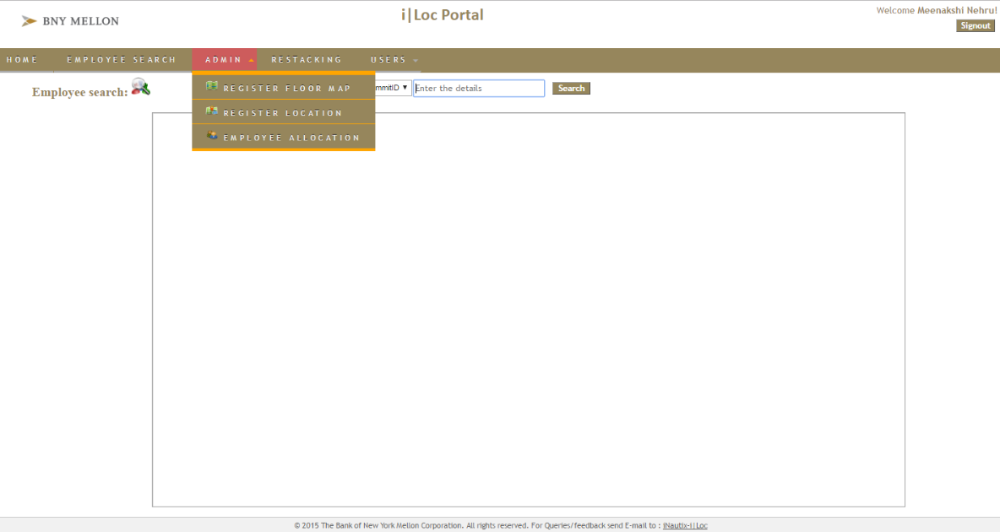 i|Loc Portal
Welcome Meenakshi Nehru!
BNY MELLON
Signout
HOME EMPLOYEE SEARCH ADMIN RESTACKING USERS
Employee search:
mmitID Enter the details Search
REGISTER FLOOR MAP
REGISTER LOCATION
EMPLOYEE ALLOCATION
© 2015 The Bank of New York Mellon Corporation. All rights reserved. For Queries/feedback send E-mail to : iNautix-i||Loc